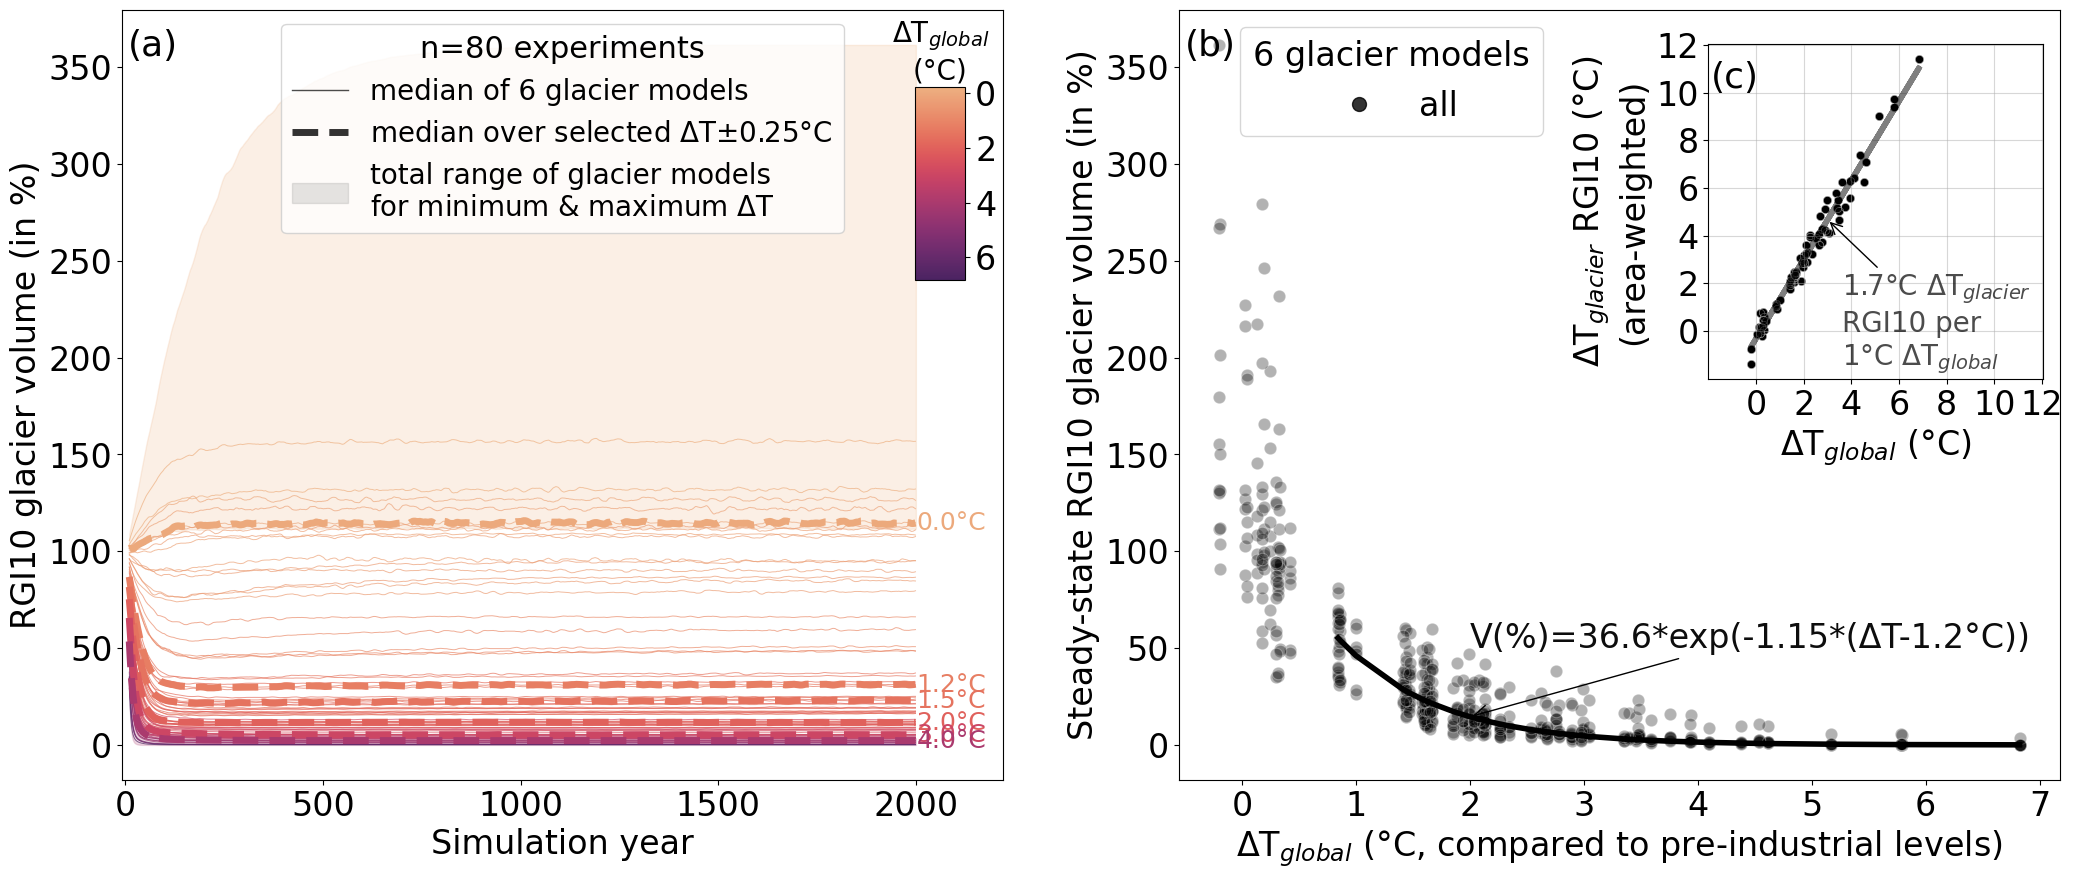 (a)
n=80 experiments
median of 6 glacier models
median over selected ΔT±0.25°C
total range of glacier models
for minimum & maximum ΔT
ΔTglobal
(°C)
0
2
4
6
350
300
250
200
150
100
50
0
RGI10 glacier volume (in %)
0.0°C
1.2°C
1.5°C
2.0°C
4.0°C
0
500
1000
1500
2000
Simulation year
(b)
6 glacier models
all
350
300
250
200
150
100
50
0
Steady-state RGI10 glacier volume (in %)
V(%)=36.6*exp(-1.15*(ΔT-1.2°C))
0
1
2
3
4
5
6
7
ΔTglobal (°C, compared to pre-industrial levels)
(c)
ΔTglacier RGI10 (°C)
(area-weighted)
12
10
8
6
4
2
0
1.7°C ΔTglacier
RGI10 per
1°C ΔTglobal
0
2
4
6
8
10
12
ΔTglobal (°C)